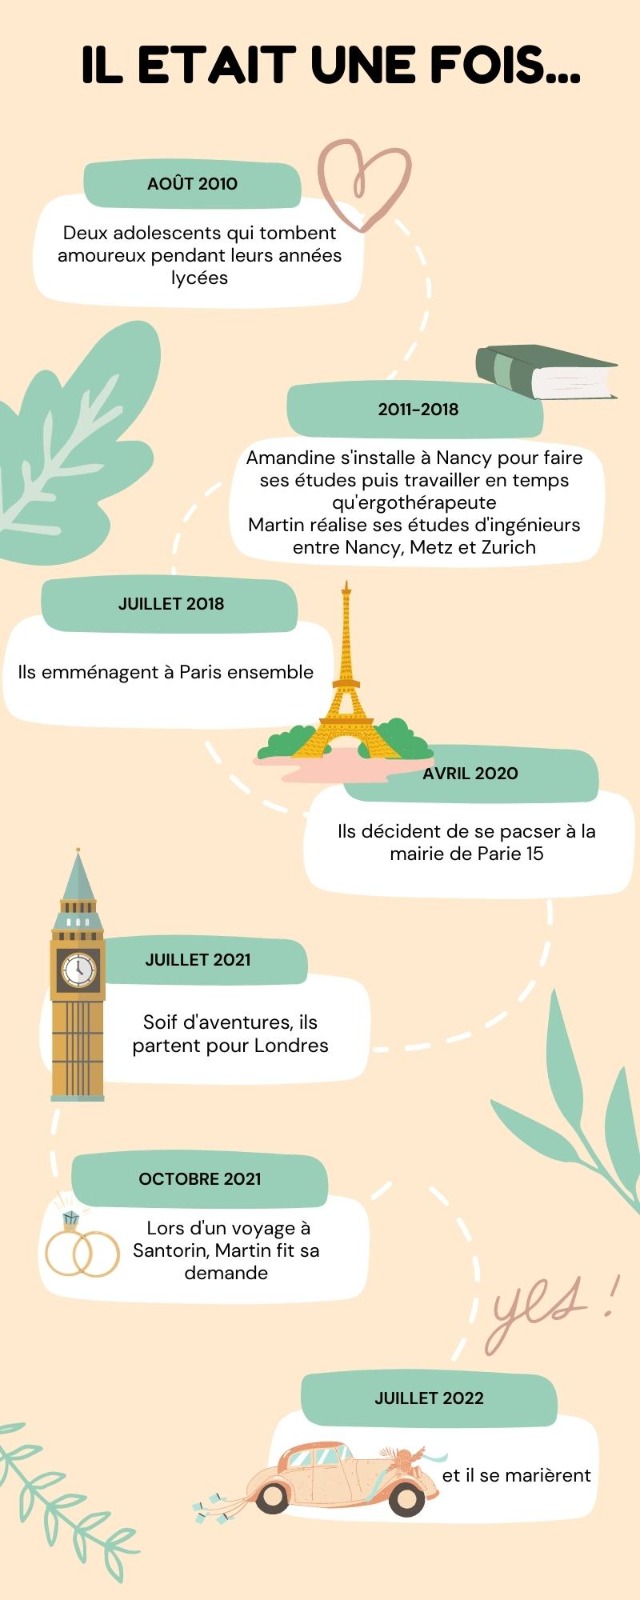 IL ETAIT UNE FOIS...
AOÛT 2010
Deux adolescents qui tombent
amoureux pendant leurs années
lycées
2011-2018
Amandine s'installe à Nancy pour faire
ses études puis travailler en temps
qu'ergothérapeute
Martin réalise ses études d'ingénieurs
entre Nancy, Metz et Zurich
JUILLET 2018
Ils emménagent à Paris ensemble
AVRIL 2020
Ils décident de se pacser à la
mairie de Parie 15
JUILLET 2021
Soif d'aventures, ils
partent pour Londres
OCTOBRE 2021
Lors d'un voyage à
Santorin, Martin fit sa
demande
yes !
JUILLET 2022
et il se marièrent